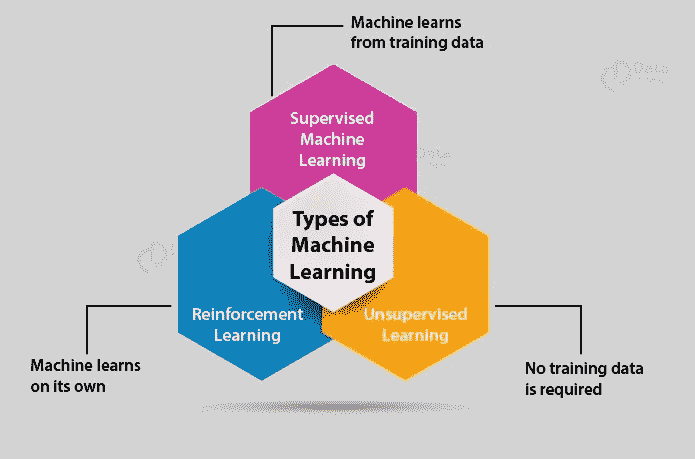 Machine learns
from training data
Supervised
Machine
Learning
Types of
Machine
Learning
Reinforcement
Learning
Unsupervised
Learning
Machine learns
on its own
No training data
is required